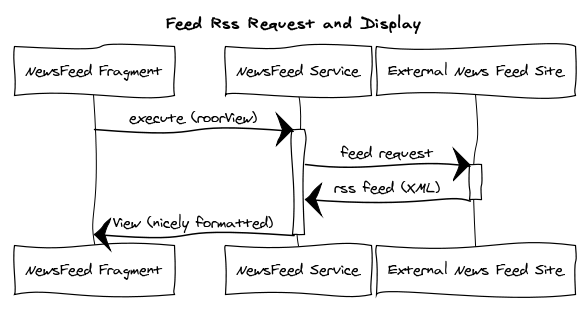 Feed Rss Request and Display
NewsFeed Fragment
NewsFeed Service
External News Feed Site
execute (roorView)
feed request
rss feed (XML)
View (nicely formatted)
NewsFeed Fragment
NewsFeed Service
External News Feed Site